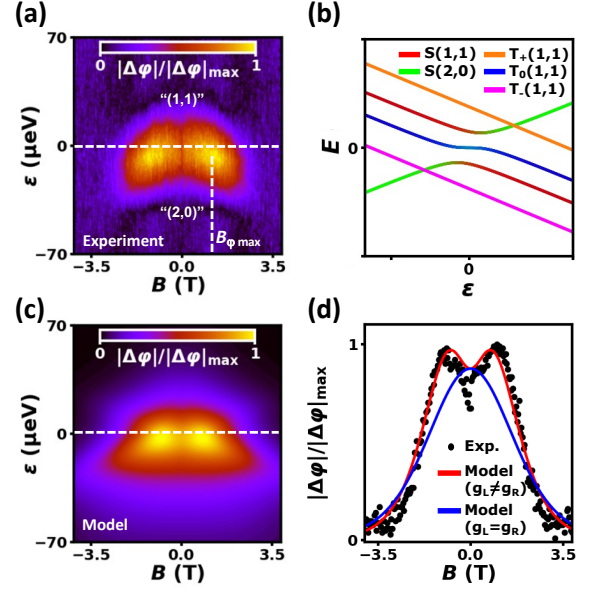 (a)
|Δφ|/|Δφ|max
0 1
70
"(1,1)"
ε (μeV)
0
"(2,0)"
Experiment
Bφ max
−70
−3.5 0.0 3.5
B (T)
(b)
S(1,1) T+(1,1)
S(2,0) T0(1,1)
T-(1,1)
E
0
0
ε
(c)
70
0 1
|Δφ|/|Δφ|max
ε (μeV)
0
Model
−70
−3.5 0.0 3.5
B (T)
(d)
1
|Δφ|/|Δφ|max
Exp.
Model
(gL≠gR)
Model
(gL=gR)
0
−3.5 0.0 3.5
B (T)